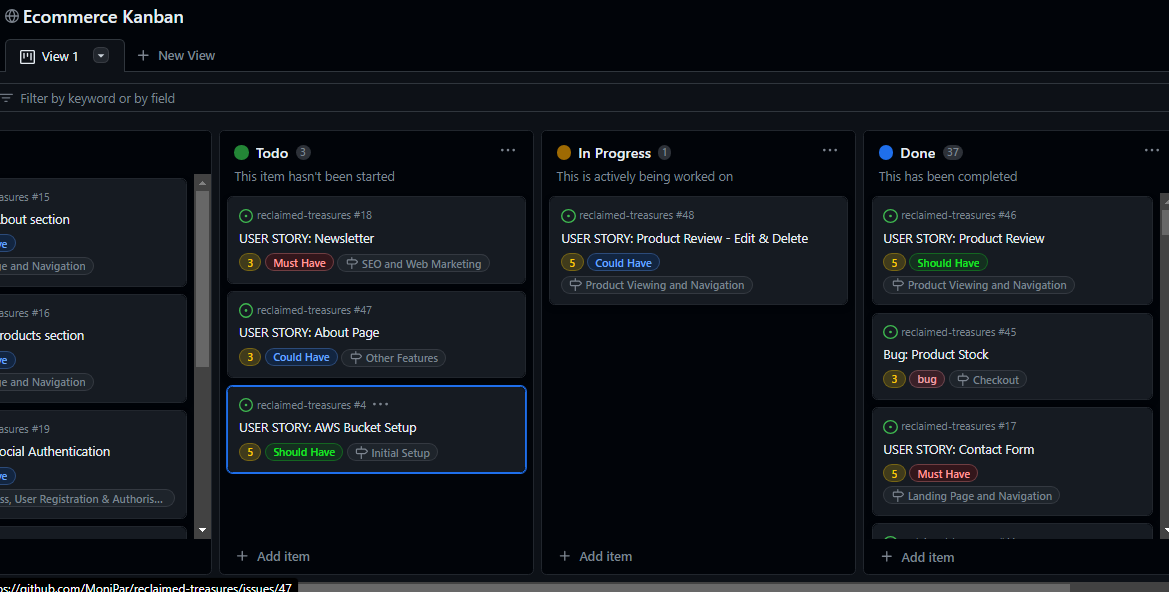 Ecommerce Kanban
View 1
New View
Filter by keyword or by field
asures #15
bout section
ve
ge and Navigation
asures #16
roducts section
ve
ge and Navigation
asures #19
ocial Authentication
ve
ss, User Registration & Authoris...
Todo 3
This item hasn't been started
reclaimed-treasures #18
USER STORY: Newsletter
3 Must Have SEO and Web Marketing
reclaimed-treasures #47
USER STORY: About Page
3 Could Have Other Features
reclaimed-treasures #4
USER STORY: AWS Bucket Setup
5 Should Have Initial Setup
+ Add item
In Progress 1
This is actively being worked on
reclaimed-treasures #48
USER STORY: Product Review - Edit & Delete
5 Could Have
Product Viewing and Navigation
+ Add item
Done 37
This has been completed
reclaimed-treasures #46
USER STORY: Product Review
5 Should Have
Product Viewing and Navigation
reclaimed-treasures #45
Bug: Product Stock
3 bug Checkout
reclaimed-treasures #17
USER STORY: Contact Form
5 Must Have
Landing Page and Navigation
+ Add item
ps://github.com/MoniPar/reclaimed-treasures/issues/47